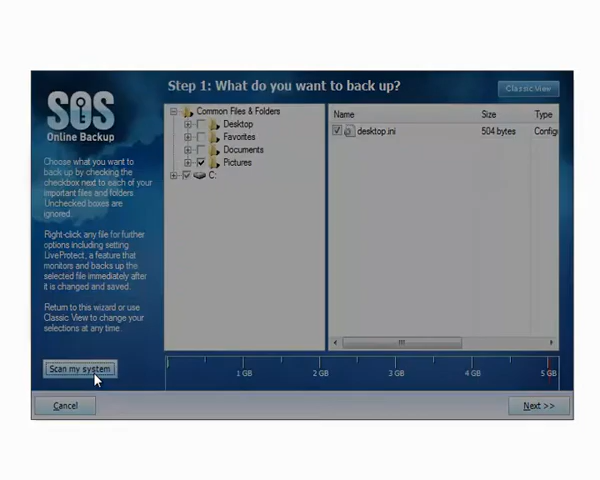 Step 1: What do you want to back up?
Classic View
SOS
Online Backup
Choose what you want to
back up by checking the
checkbox next to each of your
important files and folders.
Unchecked boxes are
ignored.
Right-click any file for further
options including setting
LiveProtect, a feature that
monitors and backs up the
selected file immediately after
it is changed and saved.
Return to this wizard or use
Classic View to change your
selections at any time.
Scan my system
Common Files & Folders
Desktop
Favorites
Documents
Pictures
C:
Name Size Type
desktop.ini 504 bytes Config
1 GB 2 GB 3 GB 4 GB 5 GB
Cancel
Next >>